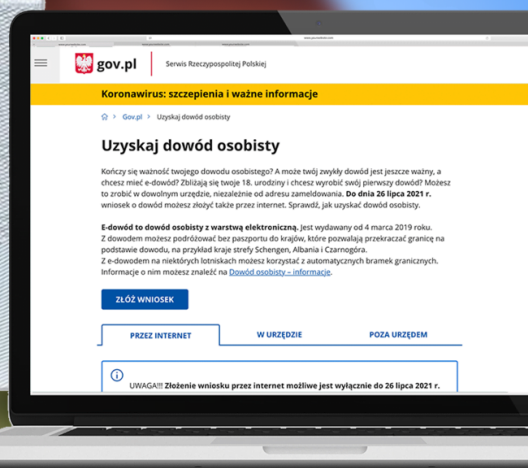 gov.pl
Serwis Rzeczypospolitej Polskiej
Koronawirus: szczepienia i ważne informacje
Gov.pl > Uzyskaj dowód osobisty
Uzyskaj dowód osobisty
Kończy się ważność twojego dowodu osobistego? A może twój zwykły dowód jest jeszcze ważny, a
chcesz mieć e-dowód? Zbliżają się twoje 18. urodziny i chcesz wyrobić swój pierwszy dowód? Możesz
to zrobić w dowolnym urzędzie, niezależnie od adresu zameldowania. Do dnia 26 lipca 2021 r.
wniosek o dowód możesz złożyć także przez internet. Sprawdź, jak uzyskać dowód osobisty.
E-dowód to dowód osobisty z warstwą elektroniczną. Jest wydawany od 4 marca 2019 roku.
Z dowodem możesz podróżować bez paszportu do krajów, które pozwalają przekraczać granicę na
podstawie dowodu, na przykład kraje strefy Schengen, Albania i Czarnogóra.
Z e-dowodem na niektórych lotniskach możesz korzystać z automatycznych bramek granicznych.
Informacje o nim możesz znaleźć na Dowód osobisty – informacje.
ZŁÓŻ WNIOSEK
PRZEZ INTERNET W URZĘDZIE POZA URZĘDEM
UWAGA!!! Złożenie wniosku przez internet możliwe jest wyłącznie do 26 lipca 2021 r.